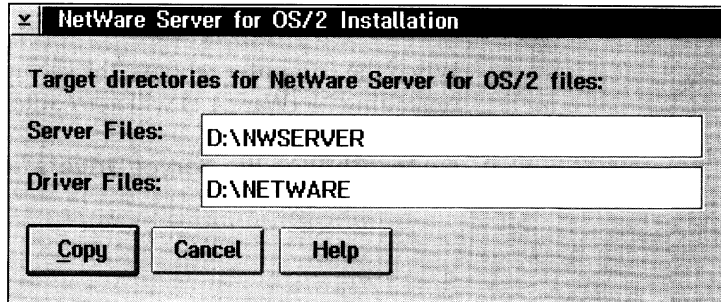 NetWare Server for OS/2 Installation
Target directories for NetWare Server for OS/2 files:
Server Files: D:\NWSERVER
Driver Files: D:\NETWARE
Copy Cancel Help